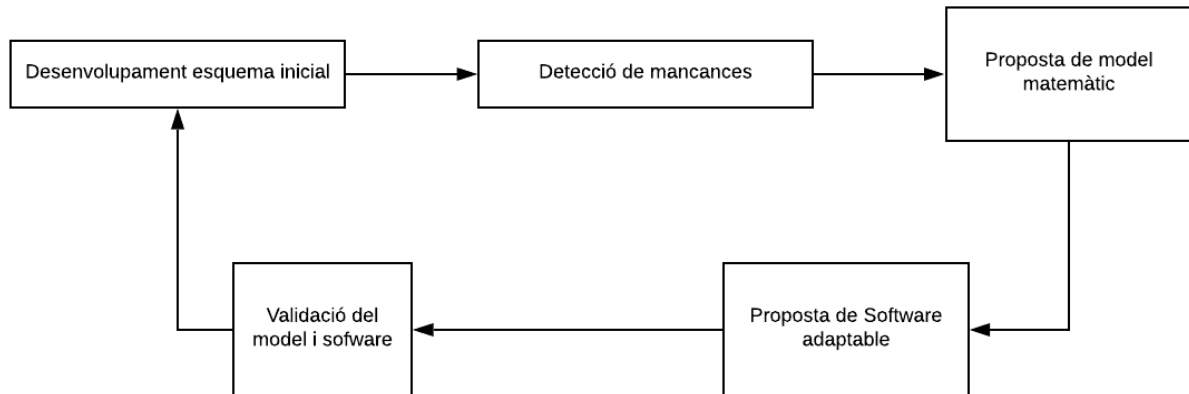 Desenvolupament esquema inicial
Detecció de mancances
Proposta de model
matemàtic
Validació del
model i sofware
Proposta de Software
adaptable